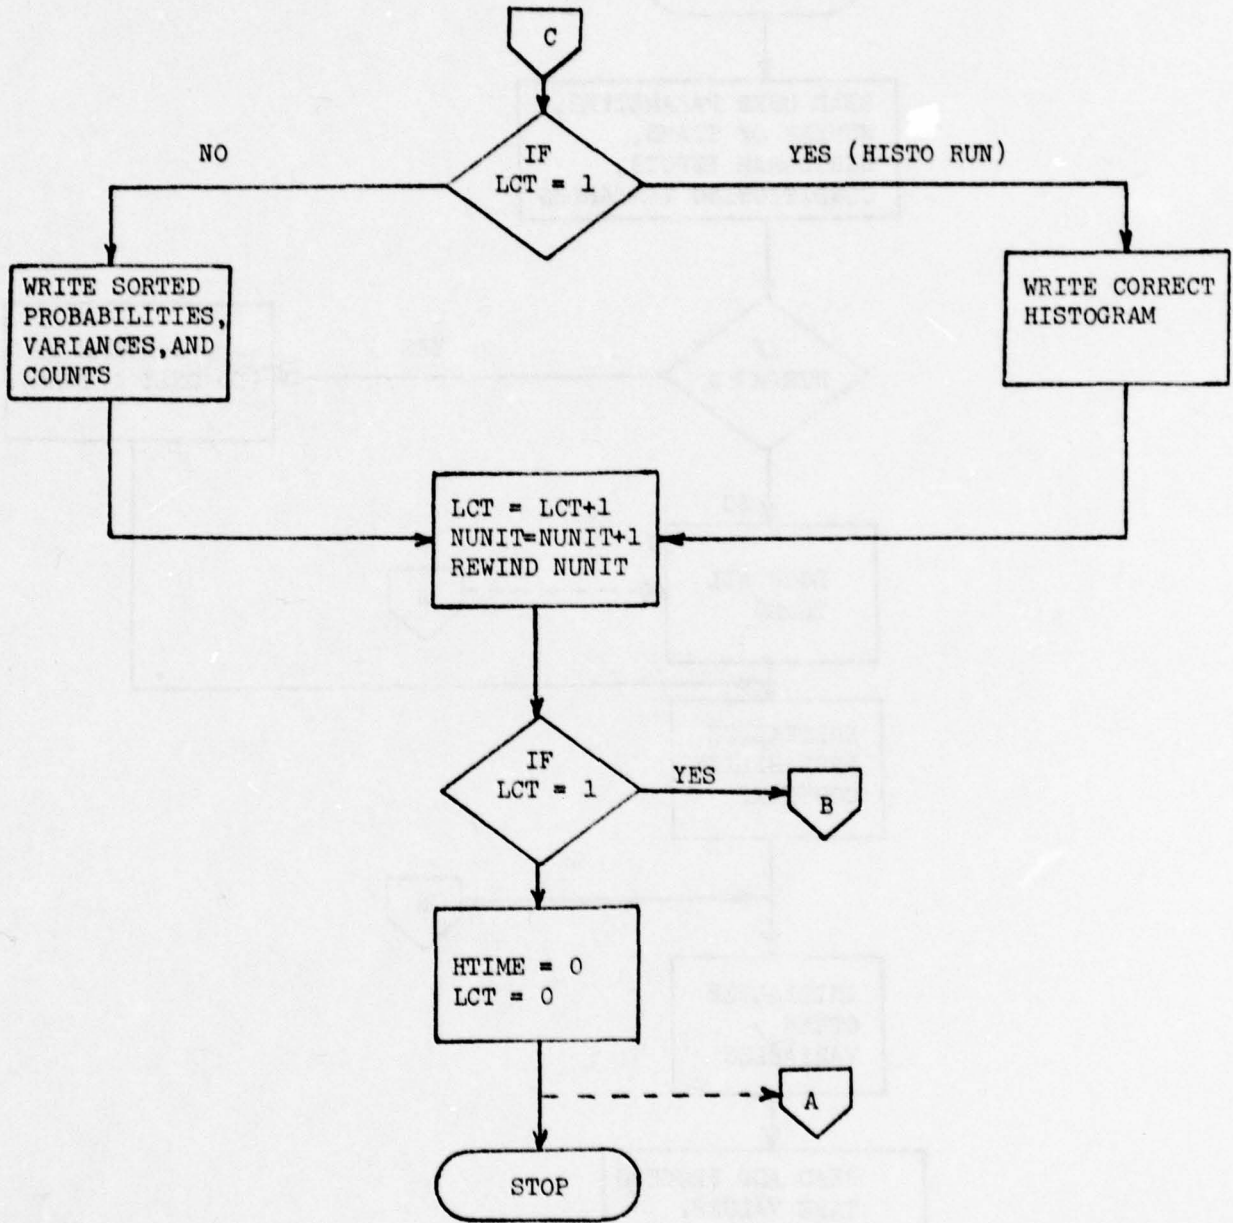 C
IF
LCT = 1
NO
YES (HISTO RUN)
WRITE SORTED
PROBABILITIES,
VARIANCES,AND
COUNTS
WRITE CORRECT
HISTOGRAM
LCT = LCT+1
NUNIT=NUNIT+1
REWIND NUNIT
IF
LCT = 1
YES
B
HTIME = 0
LCT = 0
A
STOP